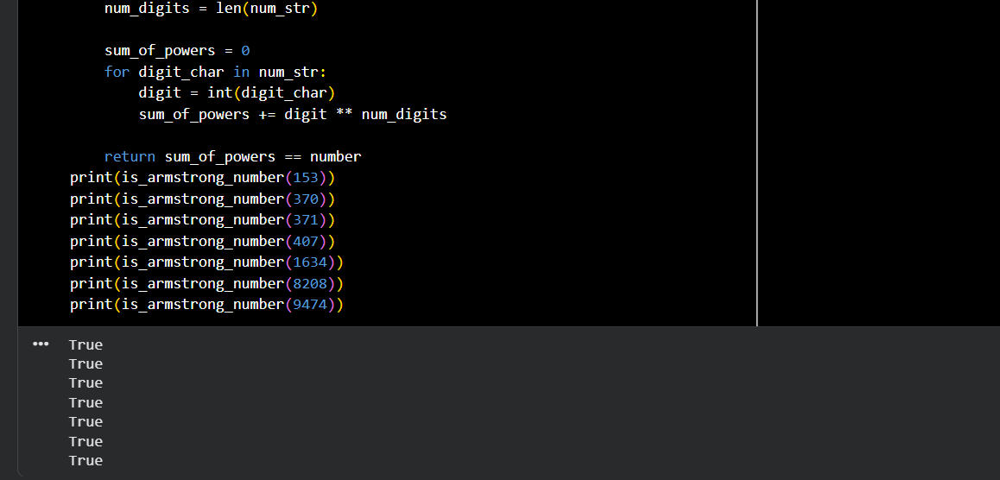 num_digits = len(num_str)
sum_of_powers = 0
for digit_char in num_str:
digit = int(digit_char)
sum_of_powers += digit ** num_digits
return sum_of_powers == number
print(is_armstrong_number(153))
print(is_armstrong_number(370))
print(is_armstrong_number(371))
print(is_armstrong_number(407))
print(is_armstrong_number(1634))
print(is_armstrong_number(8208))
print(is_armstrong_number(9474))
True
True
True
True
True
True
True